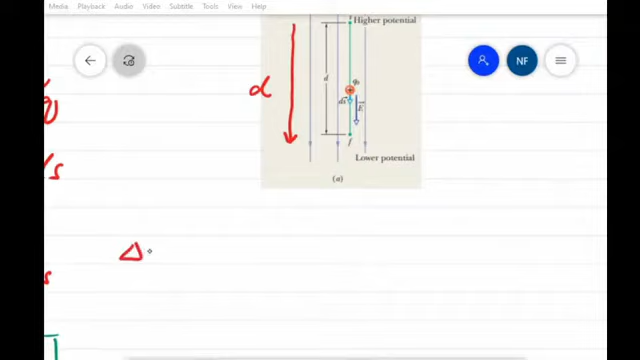 Media Playback Audio Video Subtitle Tools View Help
Higher potential
i
NF
d
d
q₀
q
ds E
/s
f
Lower potential
(a)
Δ
s